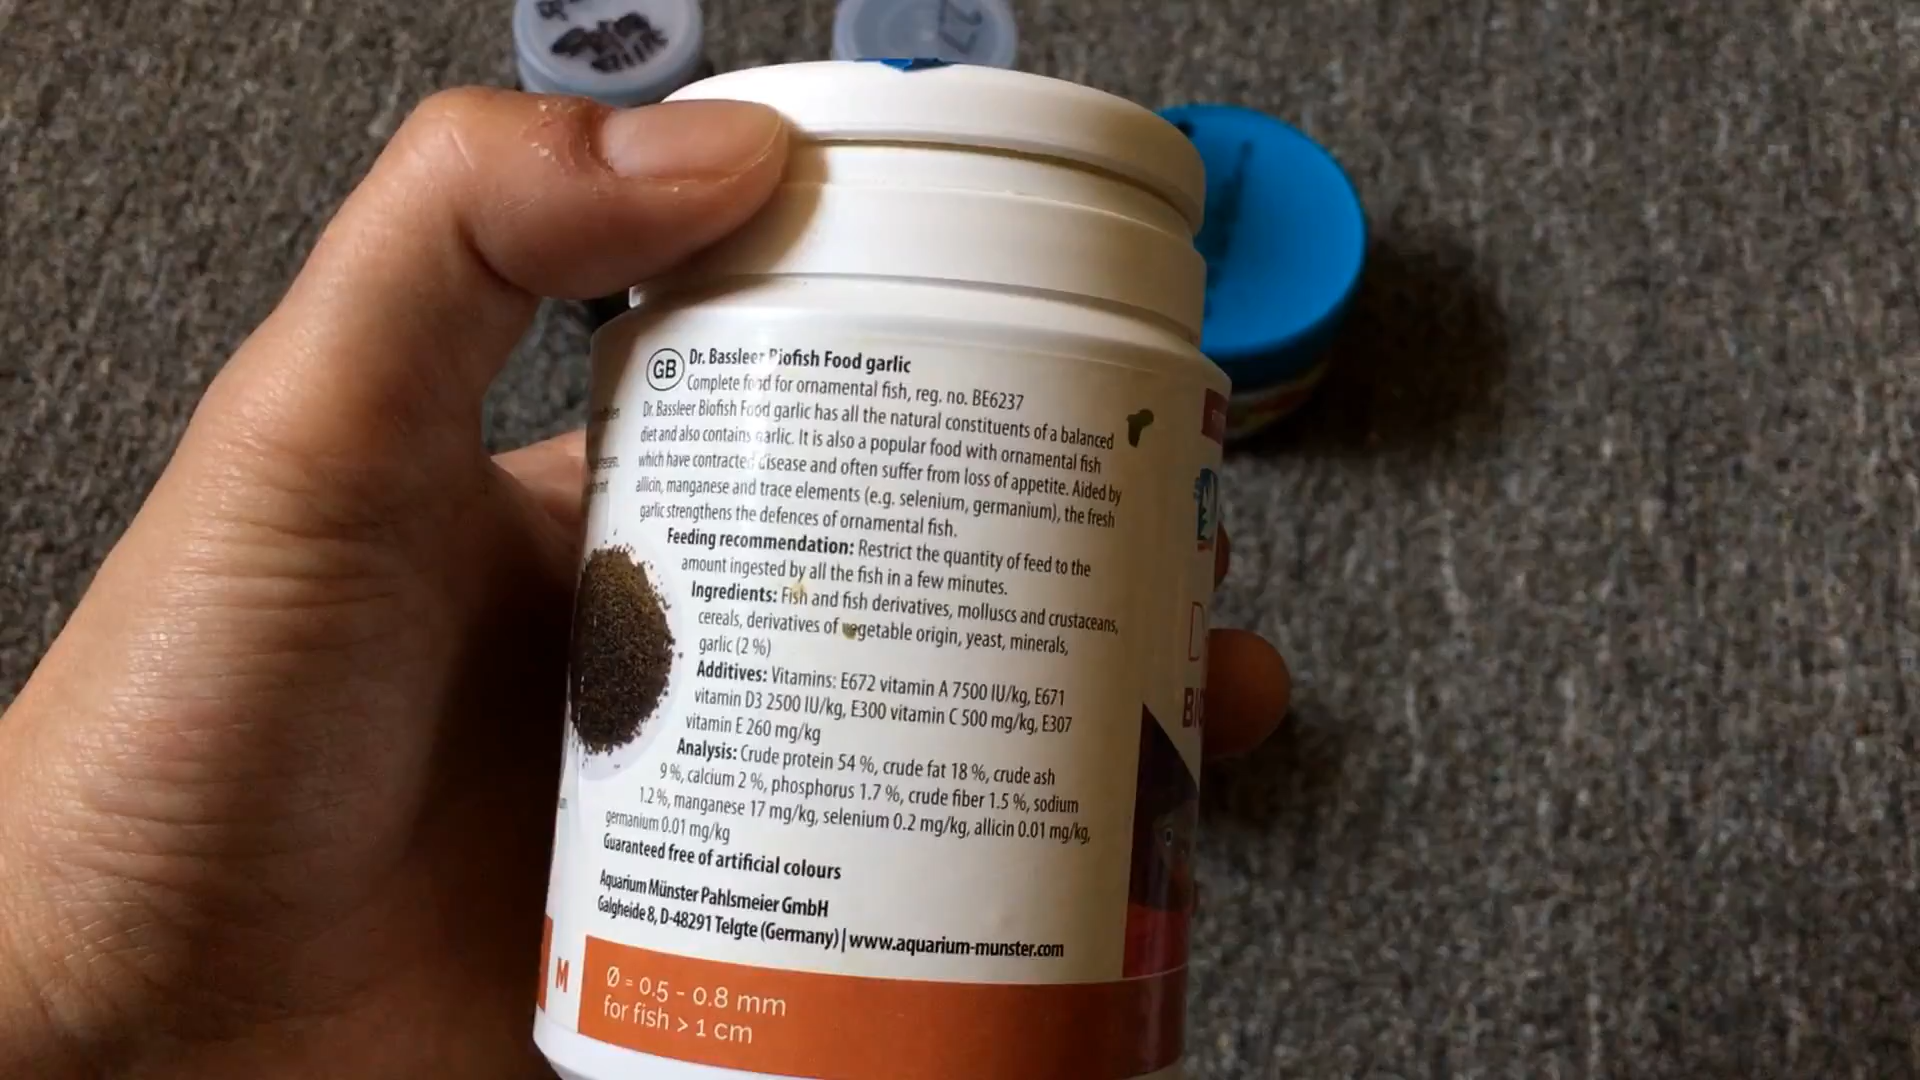 27
GB
Dr. Bassleer Biofish Food garlic
Complete food for ornamental fish, reg. no. BE6237
Dr. Bassleer Biofish Food garlic has all the natural constituents of a balanced
diet and also contains garlic. It is also a popular food with ornamental fish
which have contracted disease and often suffer from loss of appetite. Aided by
allicin, manganese and trace elements (e.g. selenium, germanium), the fresh
garlic strengthens the defences of ornamental fish.
Feeding recommendation: Restrict the quantity of feed to the
amount ingested by all the fish in a few minutes.
Ingredients: Fish and fish derivatives, molluscs and crustaceans,
cereals, derivatives of vegetable origin, yeast, minerals,
garlic (2 %)
Additives: Vitamins: E672 vitamin A 7500 IU/kg, E671
vitamin D3 2500 IU/kg, E300 vitamin C 500 mg/kg, E307
vitamin E 260 mg/kg
Analysis: Crude protein 54 %, crude fat 18 %, crude ash
9 %, calcium 2 %, phosphorus 1.7 %, crude fiber 1.5 %, sodium
1.2 %, manganese 17 mg/kg, selenium 0.2 mg/kg, allicin 0.01 mg/kg,
germanium 0.01 mg/kg
Guaranteed free of artificial colours
Aquarium Münster Pahlsmeier GmbH
Galgheide 8, D-48291 Telgte (Germany) | www.aquarium-munster.com
M
Ø = 0.5 - 0.8 mm
for fish > 1 cm